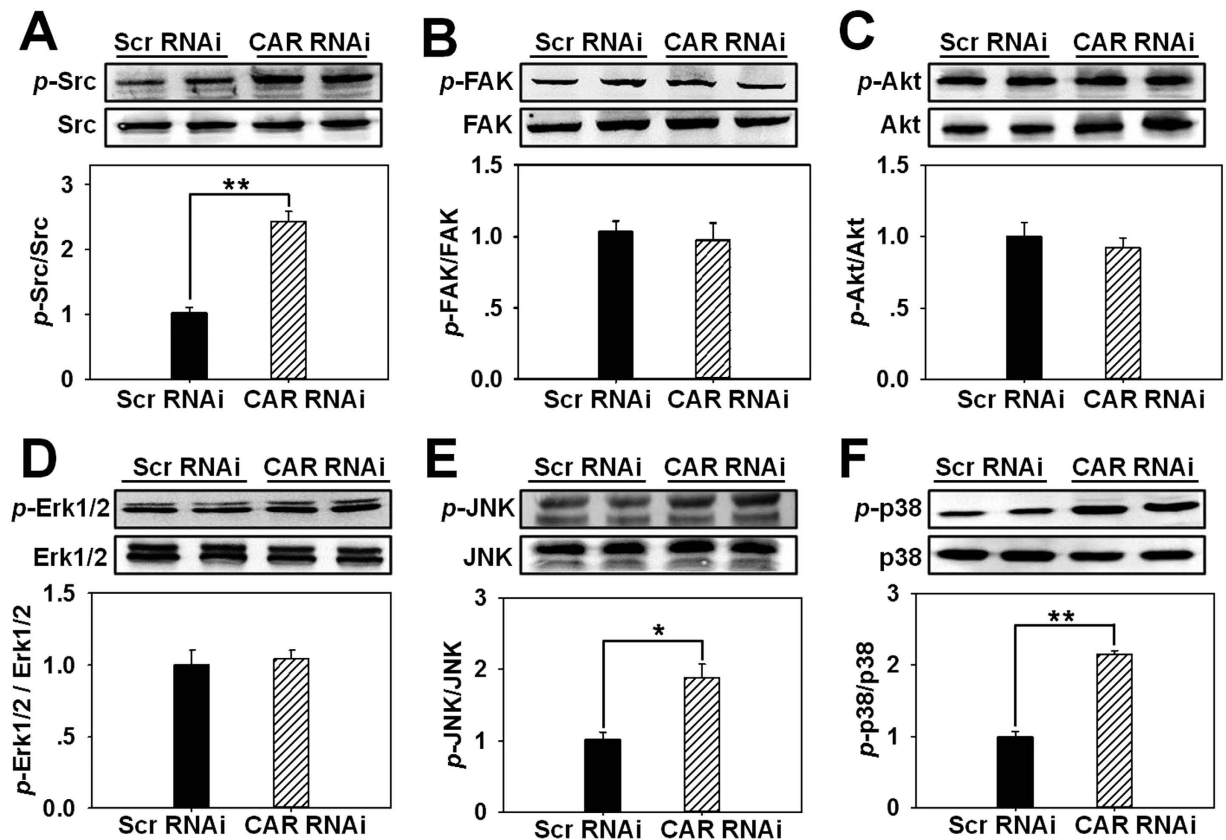 A
Scr RNAi CAR RNAi
p-Src
Src
3
2
1
0
p-Src/Src
**
Scr RNAi CAR RNAi
B
Scr RNAi CAR RNAi
p-FAK
FAK
1.5
1.0
.5
0.0
p-FAK/FAK
Scr RNAi CAR RNAi
C
Scr RNAi CAR RNAi
p-Akt
Akt
1.5
1.0
.5
0.0
p-Akt/Akt
Scr RNAi CAR RNAi
D
Scr RNAi CAR RNAi
p-Erk1/2
Erk1/2
1.5
1.0
.5
0.0
p-Erk1/2 / Erk1/2
Scr RNAi CAR RNAi
E
Scr RNAi CAR RNAi
p-JNK
JNK
3
2
1
0
p-JNK/JNK
*
Scr RNAi CAR RNAi
F
Scr RNAi CAR RNAi
p-p38
p38
3
2
1
0
p-p38/p38
**
Scr RNAi CAR RNAi